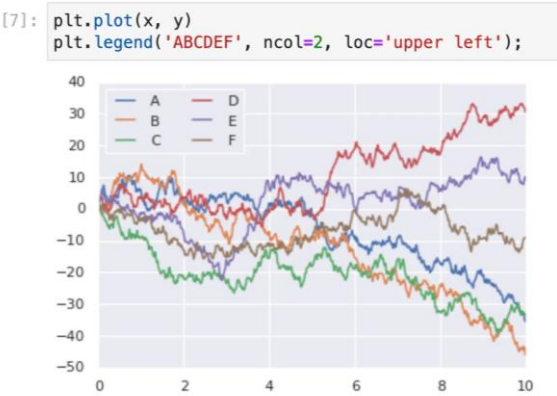 [7]: plt.plot(x, y)
plt.legend('ABCDEF', ncol=2, loc='upper left');
40
30
20
10
0
−10
−20
−30
−40
−50
A D
B E
C F
0 2 4 6 8 10